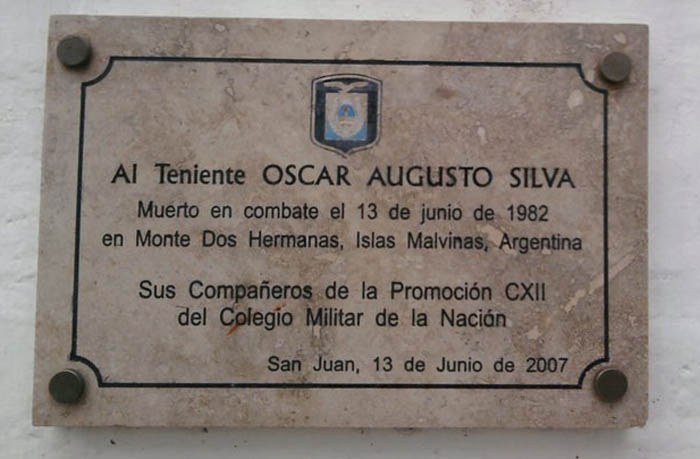 Al Teniente OSCAR AUGUSTO SILVA
Muerto en combate el 13 de junio de 1982
en Monte Dos Hermanas, Islas Malvinas, Argentina
Sus Compañeros de la Promoción CXII
del Colegio Militar de la Nación
San Juan, 13 de Junio de 2007